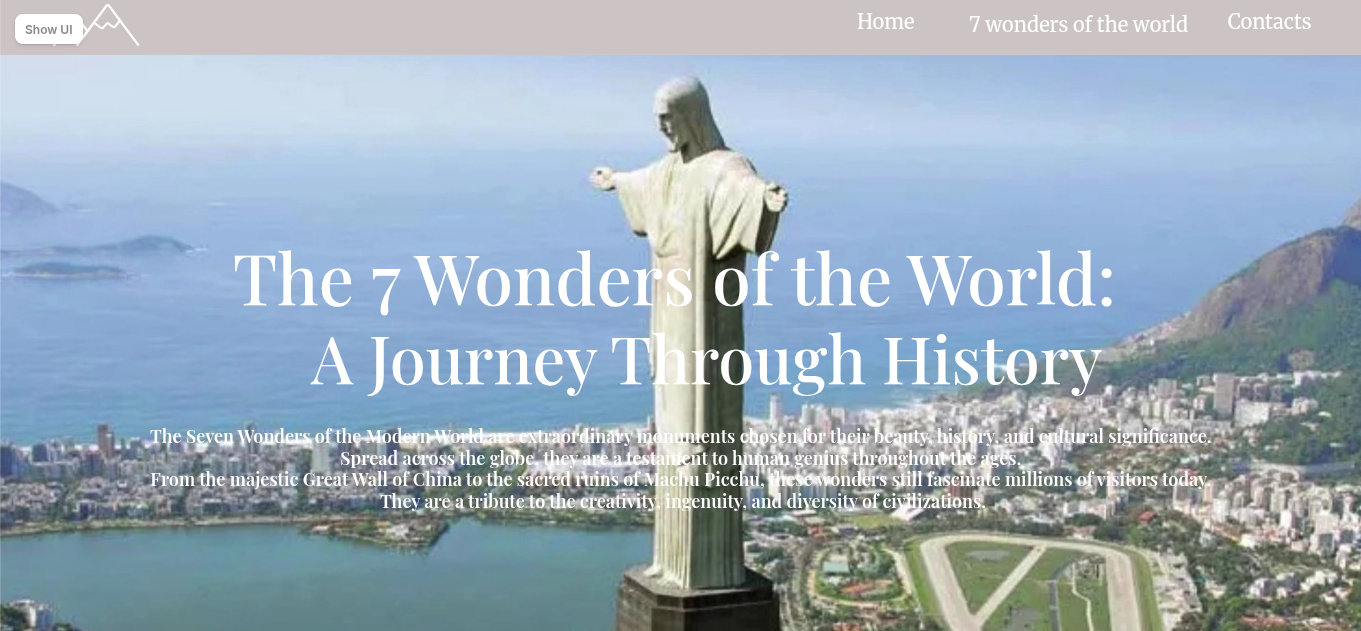 Show UI
Home
7 wonders of the world
Contacts
The 7 Wonders of the World:
A Journey Through History
The Seven Wonders of the Modern World are extraordinary monuments chosen for their beauty, history, and cultural significance.
Spread across the globe, they are a testament to human genius throughout the ages.
From the majestic Great Wall of China to the sacred ruins of Machu Picchu, these wonders still fascinate millions of visitors today.
They are a tribute to the creativity, ingenuity, and diversity of civilizations.